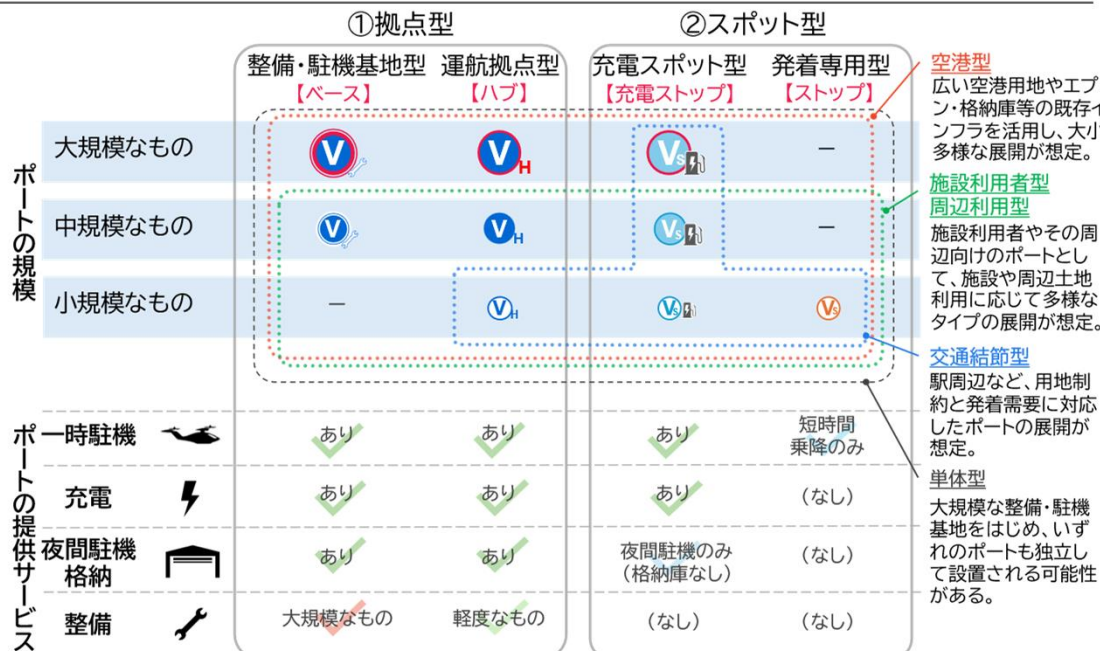 ①拠点型 ②スポット型
整備・駐機基地型 運航拠点型 充電スポット型 発着専用型
【ベース】 【ハブ】 【充電ストップ】 【ストップ】
ポートの規模
大規模なもの V V H Vs －
中規模なもの V V H Vs －
小規模なもの － V H Vs Vs
空港型
広い空港用地やエプ
ン・格納庫等の既存イ
ンフラを活用し、大小
多様な展開が想定。
施設利用者型
周辺利用型
施設利用者やその周
辺向けのポートとし
て、施設や周辺土地
利用に応じて多様な
タイプの展開が想定。
交通結節型
駅周辺など、用地制
約と発着需要に対応
したポートの展開が
想定。
単体型
大規模な整備・駐機
基地をはじめ、いず
れのポートも独立し
て設置される可能性
がある。
ポートの提供サービス
一時駐機 あり あり あり 短時間
乗降のみ
充電 あり あり あり （なし）
夜間駐機
格納 あり あり 夜間駐機のみ
（格納庫なし） （なし）
整備 大規模なもの 軽度なもの （なし） （なし）